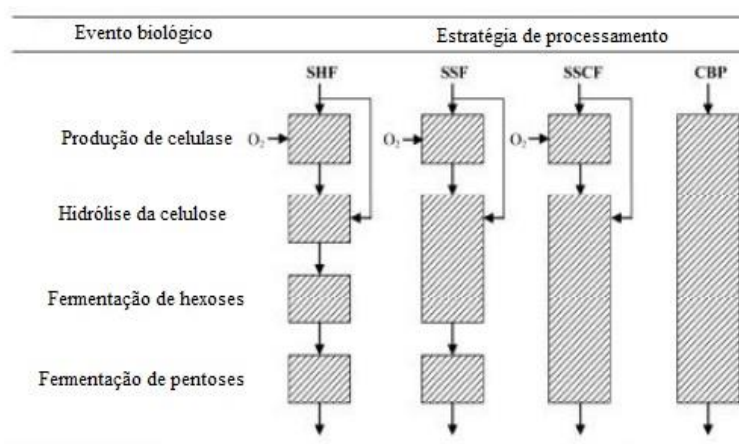 Evento biológico
Estratégia de processamento
SHF SSF SSCF CBP
Produção de celulase O₂ O₂ O₂
Hidrólise da celulose
Fermentação de hexoses
Fermentação de pentoses